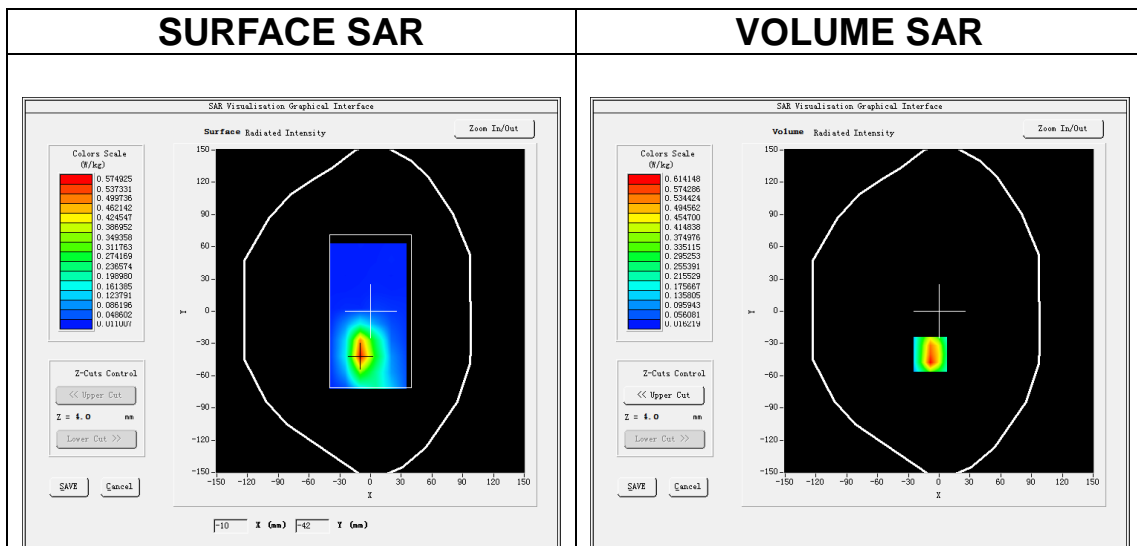 SURFACE SAR
SAR Visualisation Graphical Interface
Surface Radiated Intensity
Zoom In/Out
Colors Scale
(W/kg)
0.574925
0.537331
0.499736
0.462142
0.424547
0.386952
0.349358
0.311763
0.274169
0.236574
0.198980
0.161385
0.123791
0.086196
0.048602
0.011007
150
120
90
60
30
0
-30
-60
-90
-120
-150
Y
-150 -120 -90 -60 -30 0 30 60 90 120 150
X
Z-Cuts Control
<< Upper Cut
Z = 4.0 mm
Lower Cut >>
SAVE Cancel
-10 X (mm) -42 Y (mm)
VOLUME SAR
SAR Visualisation Graphical Interface
Volume Radiated Intensity
Zoom In/Out
Colors Scale
(W/kg)
0.614148
0.574286
0.534424
0.494562
0.454700
0.414838
0.374976
0.335115
0.295253
0.255391
0.215529
0.175667
0.135805
0.095943
0.056081
0.016219
150
120
90
60
30
0
-30
-60
-90
-120
-150
Y
-150 -120 -90 -60 -30 0 30 60 90 120 150
X
Z-Cuts Control
<< Upper Cut
Z = 4.0 mm
Lower Cut >>
SAVE Cancel